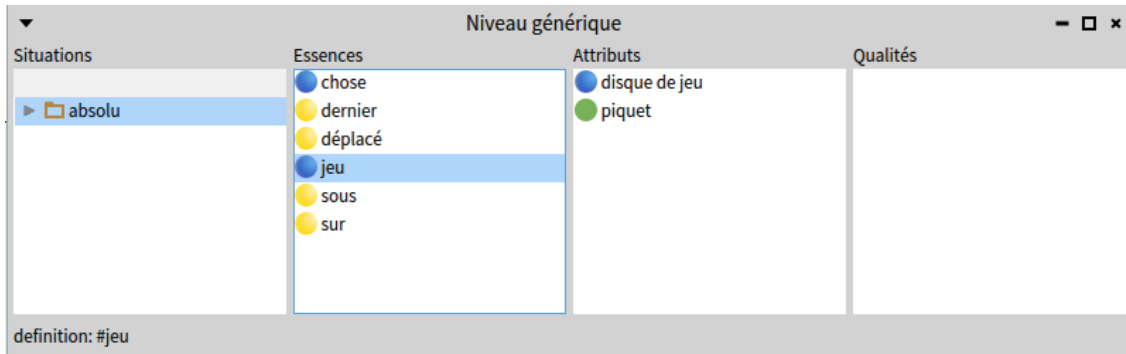 Niveau générique
Situations
absolu
Essences
chose
dernier
déplacé
jeu
sous
sur
Attributs
disque de jeu
piquet
Qualités
definition: #jeu